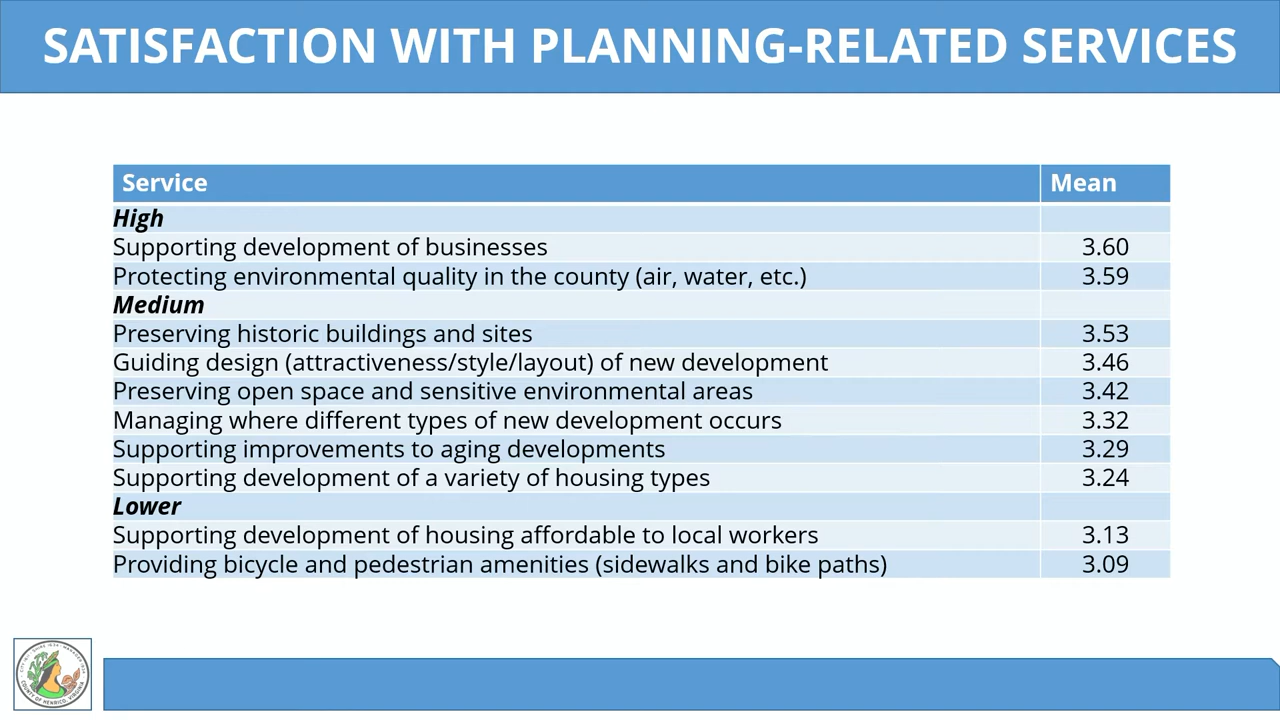 SATISFACTION WITH PLANNING-RELATED SERVICES
Service Mean
High
Supporting development of businesses 3.60
Protecting environmental quality in the county (air, water, etc.) 3.59
Medium
Preserving historic buildings and sites 3.53
Guiding design (attractiveness/style/layout) of new development 3.46
Preserving open space and sensitive environmental areas 3.42
Managing where different types of new development occurs 3.32
Supporting improvements to aging developments 3.29
Supporting development of a variety of housing types 3.24
Lower
Supporting development of housing affordable to local workers 3.13
Providing bicycle and pedestrian amenities (sidewalks and bike paths) 3.09
COUNTY OF HENRICO, VIRGINIA